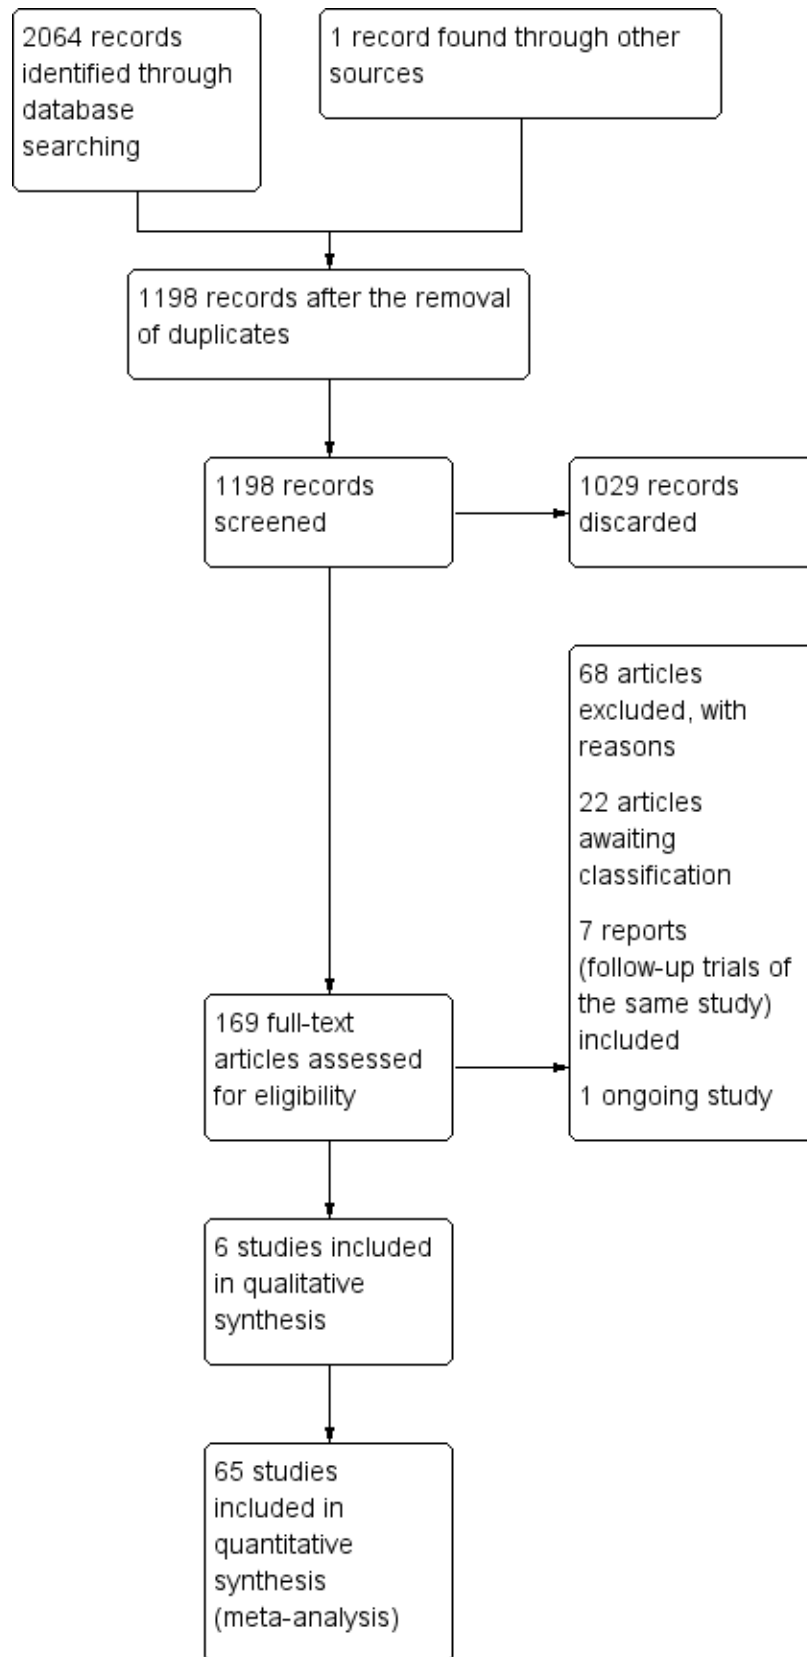 2064 records
identified through
database
searching
1 record found through other
sources
1198 records after the removal
of duplicates
1198 records
screened
1029 records
discarded
68 articles
excluded, with
reasons
22 articles
awaiting
classification
7 reports
(follow-up trials of
the same study)
included
1 ongoing study
169 full-text
articles assessed
for eligibility
6 studies included
in qualitative
synthesis
65 studies
included in
quantitative
synthesis
(meta-analysis)